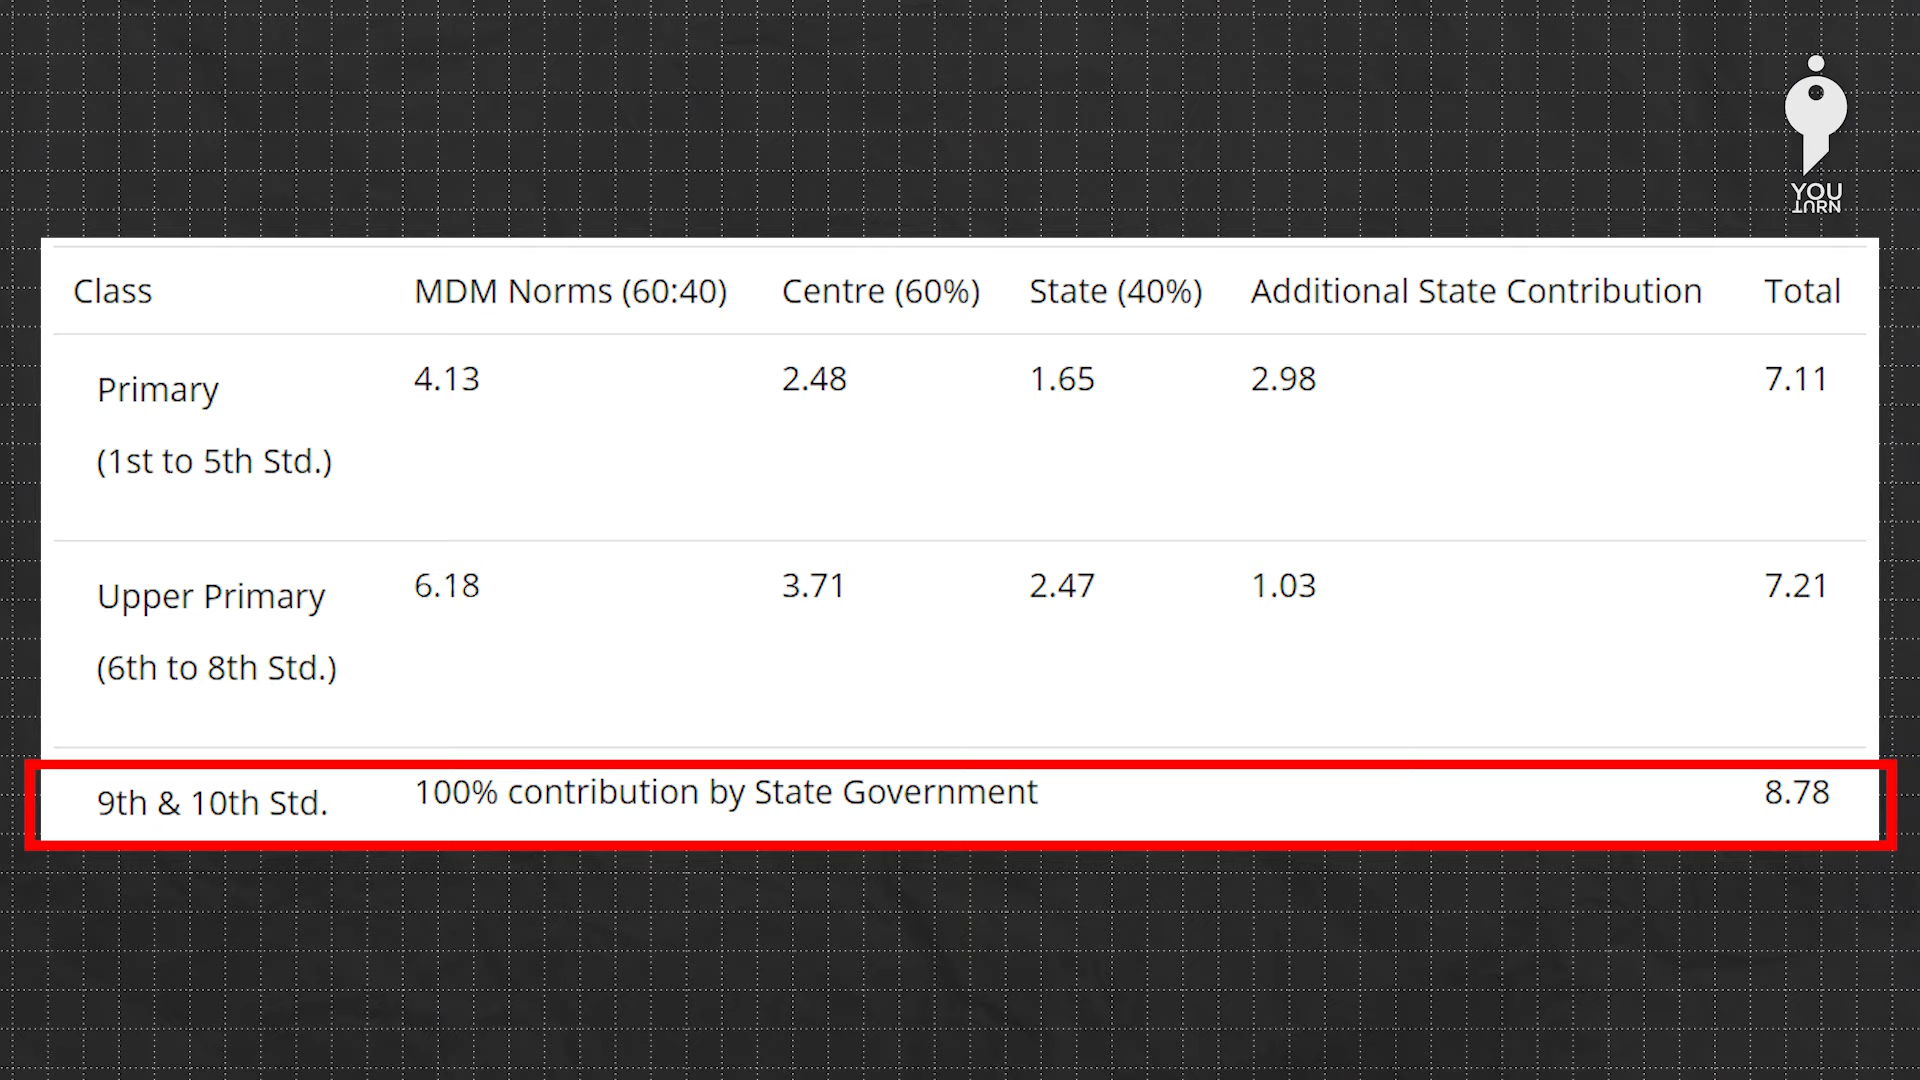 YOU
TURN
Class MDM Norms (60:40) Centre (60%) State (40%) Additional State Contribution Total
Primary 4.13 2.48 1.65 2.98 7.11
(1st to 5th Std.)
Upper Primary 6.18 3.71 2.47 1.03 7.21
(6th to 8th Std.)
9th & 10th Std. 100% contribution by State Government 8.78